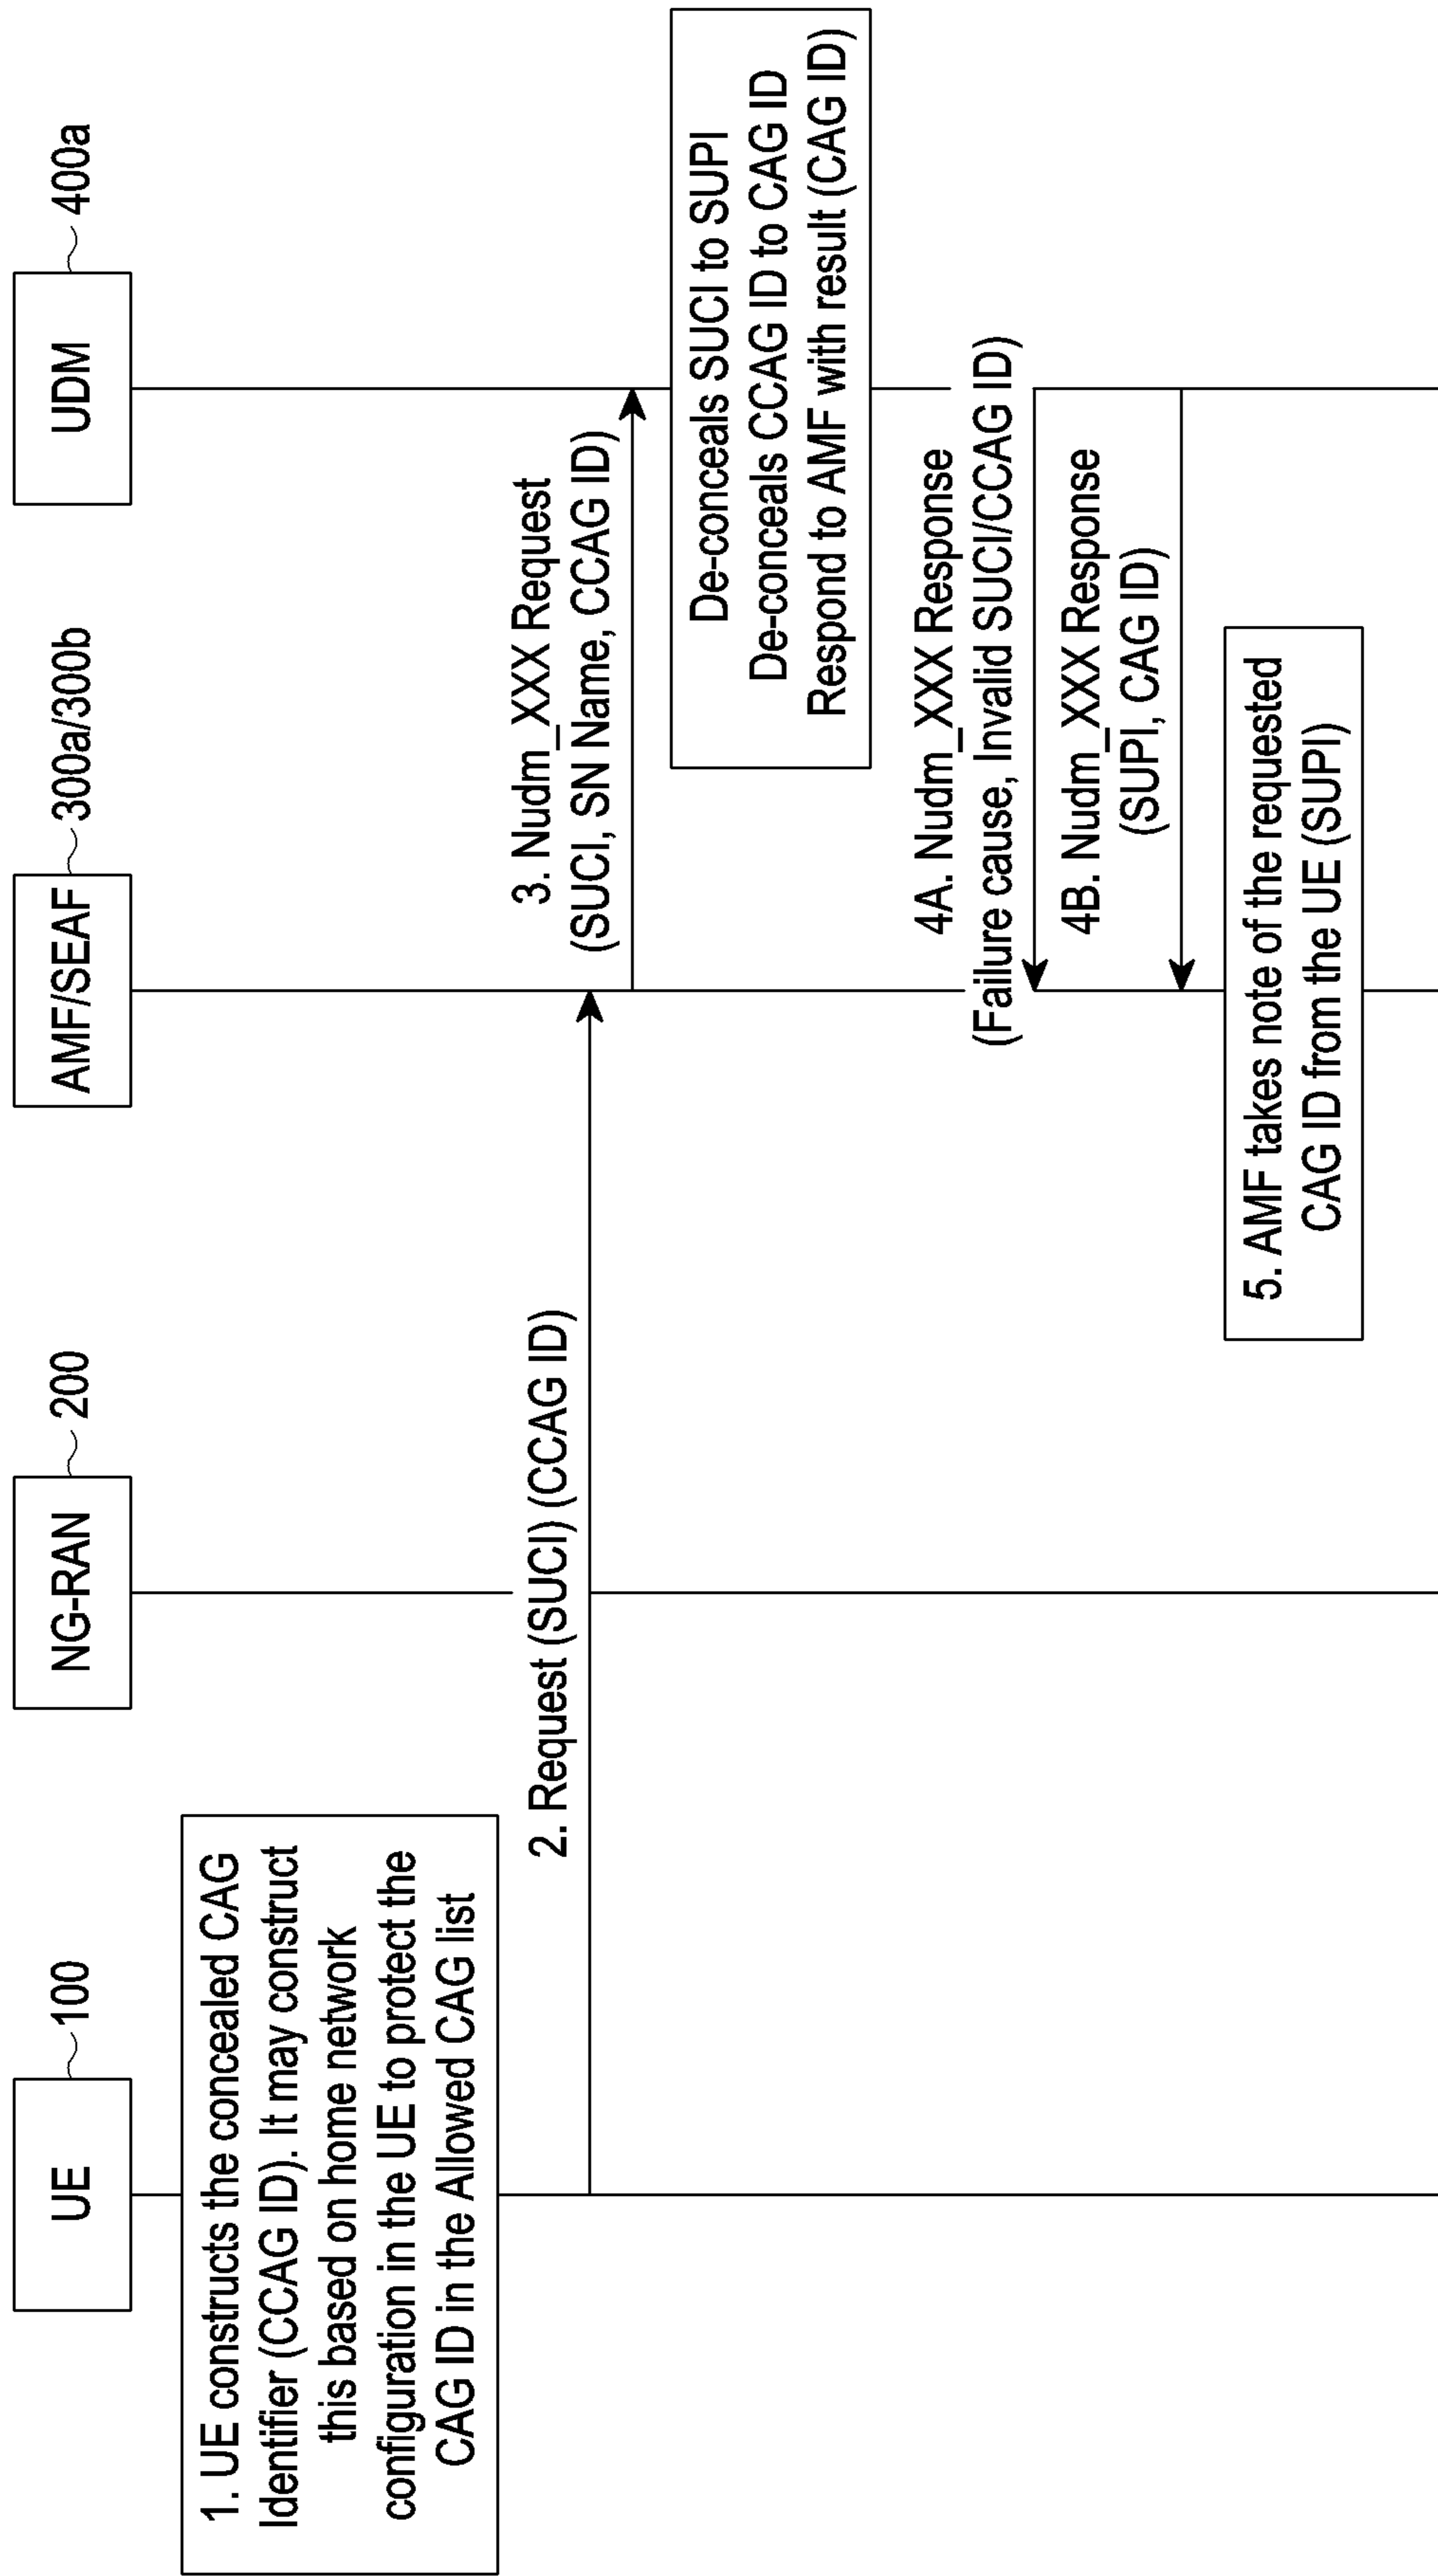 UE
100
NG-RAN
200
AMF/SEAF
300a/300b
UDM
400a
1. UE constructs the concealed CAG
Identifier (CCAG ID). It may construct
this based on home network
configuration in the UE to protect the
CAG ID in the Allowed CAG list
2. Request (SUCI) (CCAG ID)
3. Nudm_XXX Request
(SUCI, SN Name, CCAG ID)
De-conceals SUCI to SUPI
De-conceals CCAG ID to CAG ID
Respond to AMF with result (CAG ID)
4A. Nudm_XXX Response
(Failure cause, Invalid SUCI/CCAG ID)
4B. Nudm_XXX Response
(SUPI, CAG ID)
5. AMF takes note of the requested
CAG ID from the UE (SUPI)